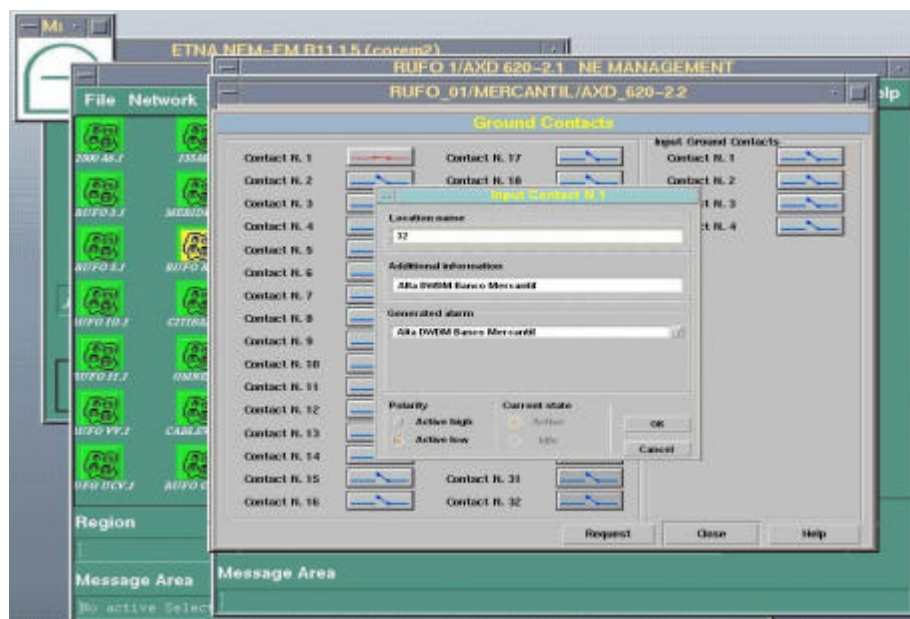 ETNA NEM-EM R11 1.5 (corem2)
RUFO 1/AXD 620-2.1 NE MANAGEMENT
RUFO_01/MERCANTIL/AXD_620-2.2
File Network
elp
Ground Contacts
Input Ground Contacts
Contact N. 1
Contact N. 17
Contact N. 1
Contact N. 2
Contact N. 18
Contact N. 2
Contact N. 3
Contact N. 4
Contact N. 5
Contact N. 6
Contact N. 7
Contact N. 8
Contact N. 9
Contact N. 10
Contact N. 11
Contact N. 12
Contact N. 13
Contact N. 14
Contact N. 15
Contact N. 31
Contact N. 16
Contact N. 32
N. 3
N. 4
Input Contact N.1
Location name
32
Additional information
Alta DWDM Banco Mercantil
Generated alarm
Alta DWDM Banco Mercantil
Polarity
Current state
Active high
Active
Active low
Idle
OK
Cancel
Request
Close
Help
Region
Message Area
Message Area
No active Selec